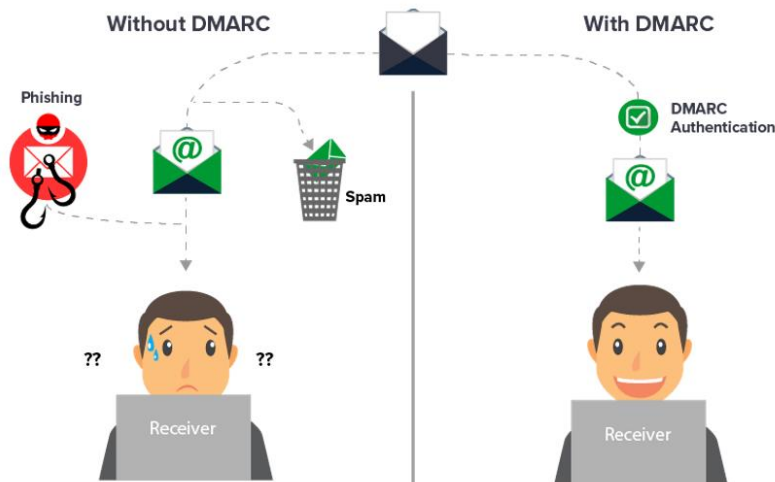 Without DMARC
With DMARC
Phishing
@
Spam
DMARC
Authentication
@
??
??
Receiver
Receiver